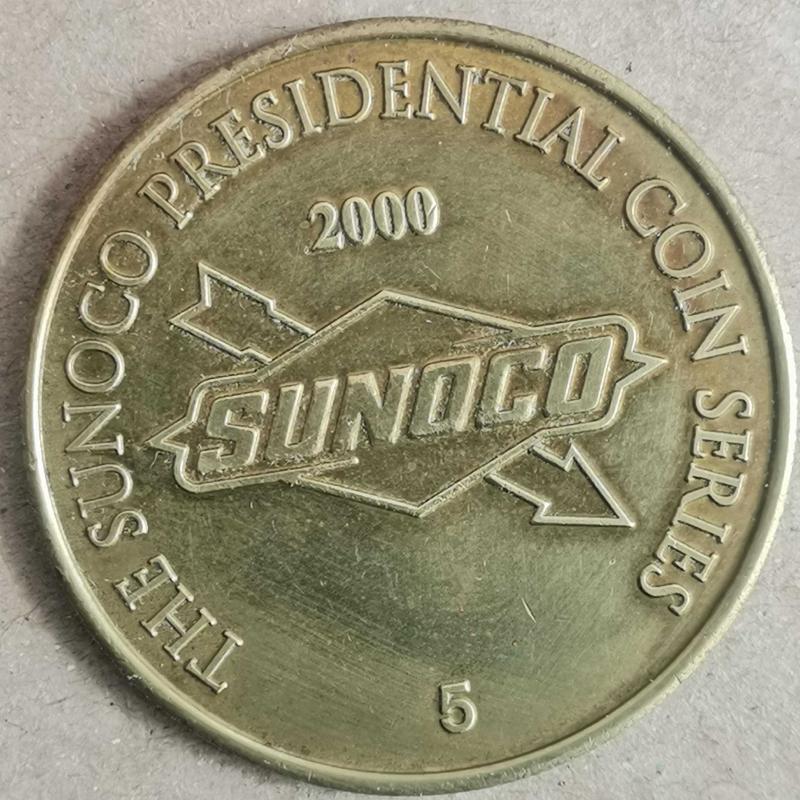 THE SUNOCO PRESIDENTIAL COIN SERIES
2000
SUNOCO
5